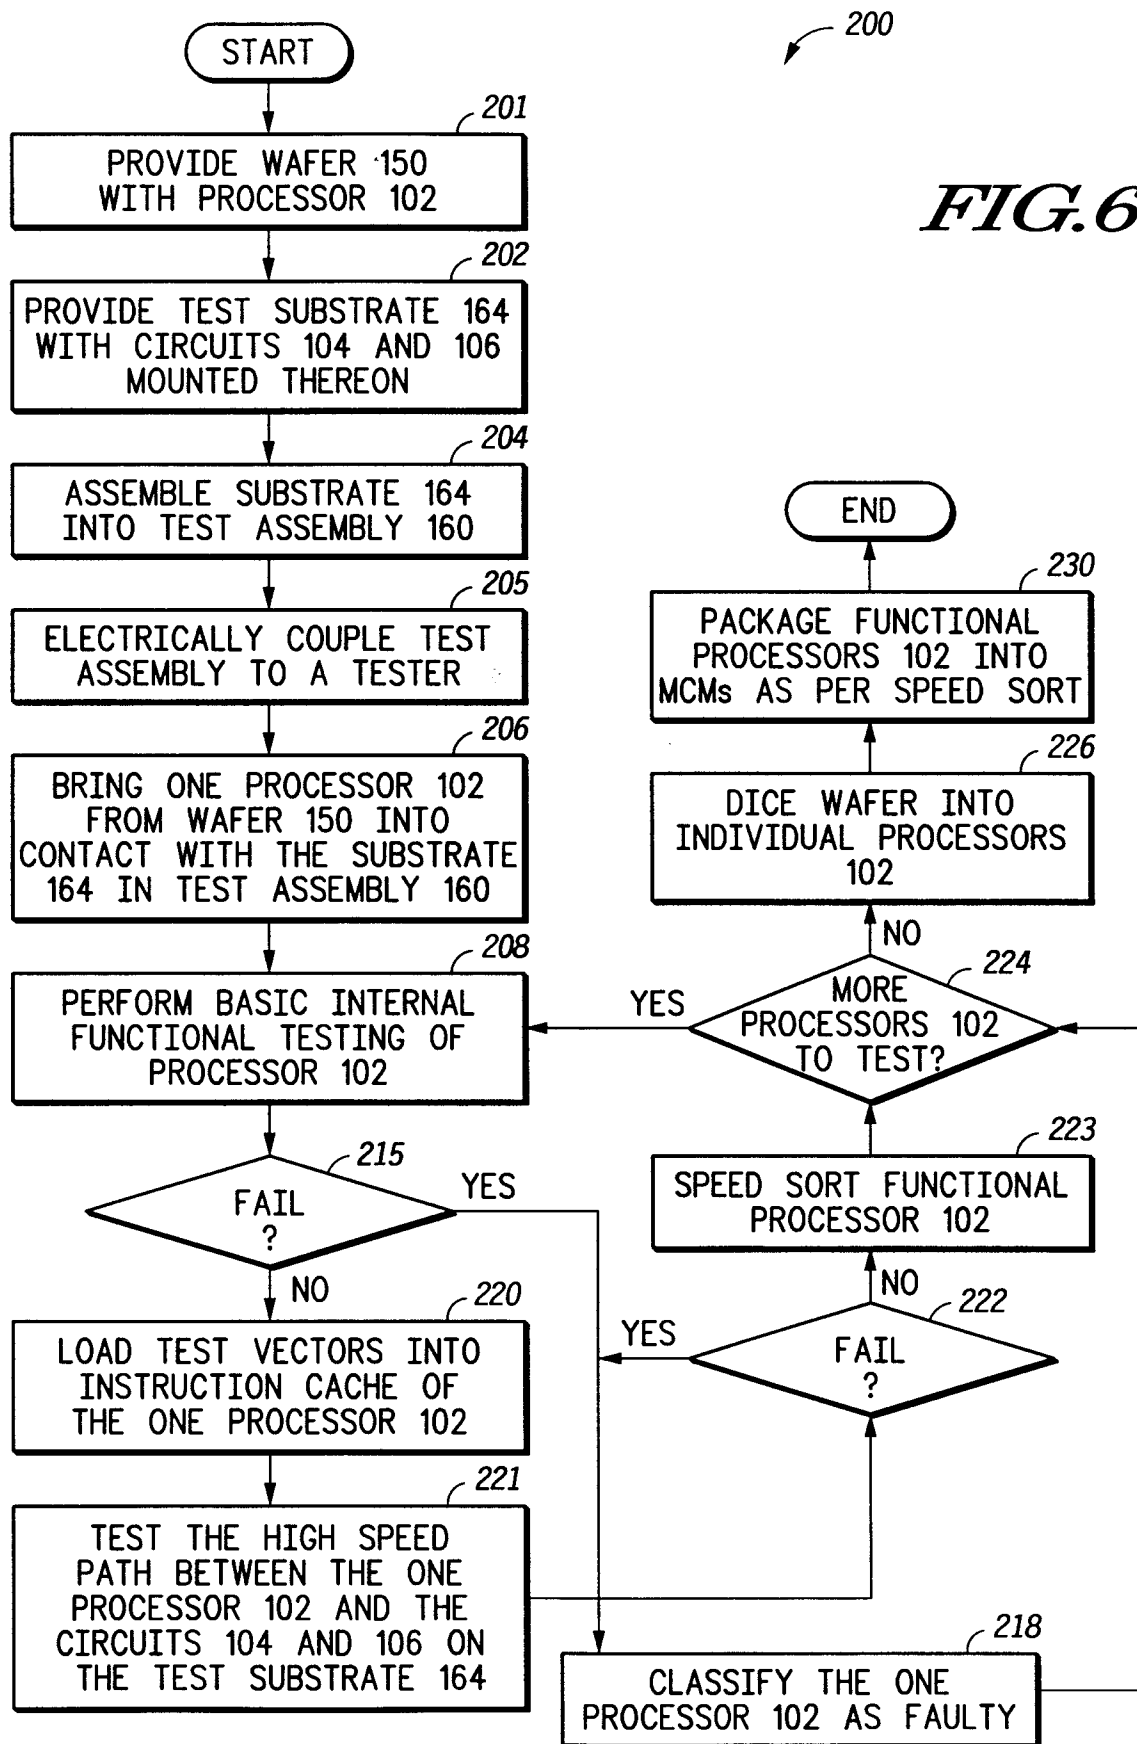 200
START
201
PROVIDE WAFER 150
WITH PROCESSOR 102
FIG.6
202
PROVIDE TEST SUBSTRATE 164
WITH CIRCUITS 104 AND 106
MOUNTED THEREON
204
ASSEMBLE SUBSTRATE 164
INTO TEST ASSEMBLY 160
205
ELECTRICALLY COUPLE TEST
ASSEMBLY TO A TESTER
206
BRING ONE PROCESSOR 102
FROM WAFER 150 INTO
CONTACT WITH THE SUBSTRATE
164 IN TEST ASSEMBLY 160
208
PERFORM BASIC INTERNAL
FUNCTIONAL TESTING OF
PROCESSOR 102
215
FAIL
?
YES
NO
220
LOAD TEST VECTORS INTO
INSTRUCTION CACHE OF
THE ONE PROCESSOR 102
221
TEST THE HIGH SPEED
PATH BETWEEN THE ONE
PROCESSOR 102 AND THE
CIRCUITS 104 AND 106 ON
THE TEST SUBSTRATE 164
END
230
PACKAGE FUNCTIONAL
PROCESSORS 102 INTO
MCMs AS PER SPEED SORT
226
DICE WAFER INTO
INDIVIDUAL PROCESSORS
102
NO
224
YES
MORE
PROCESSORS 102
TO TEST?
223
SPEED SORT FUNCTIONAL
PROCESSOR 102
NO
222
YES
FAIL
?
218
CLASSIFY THE ONE
PROCESSOR 102 AS FAULTY